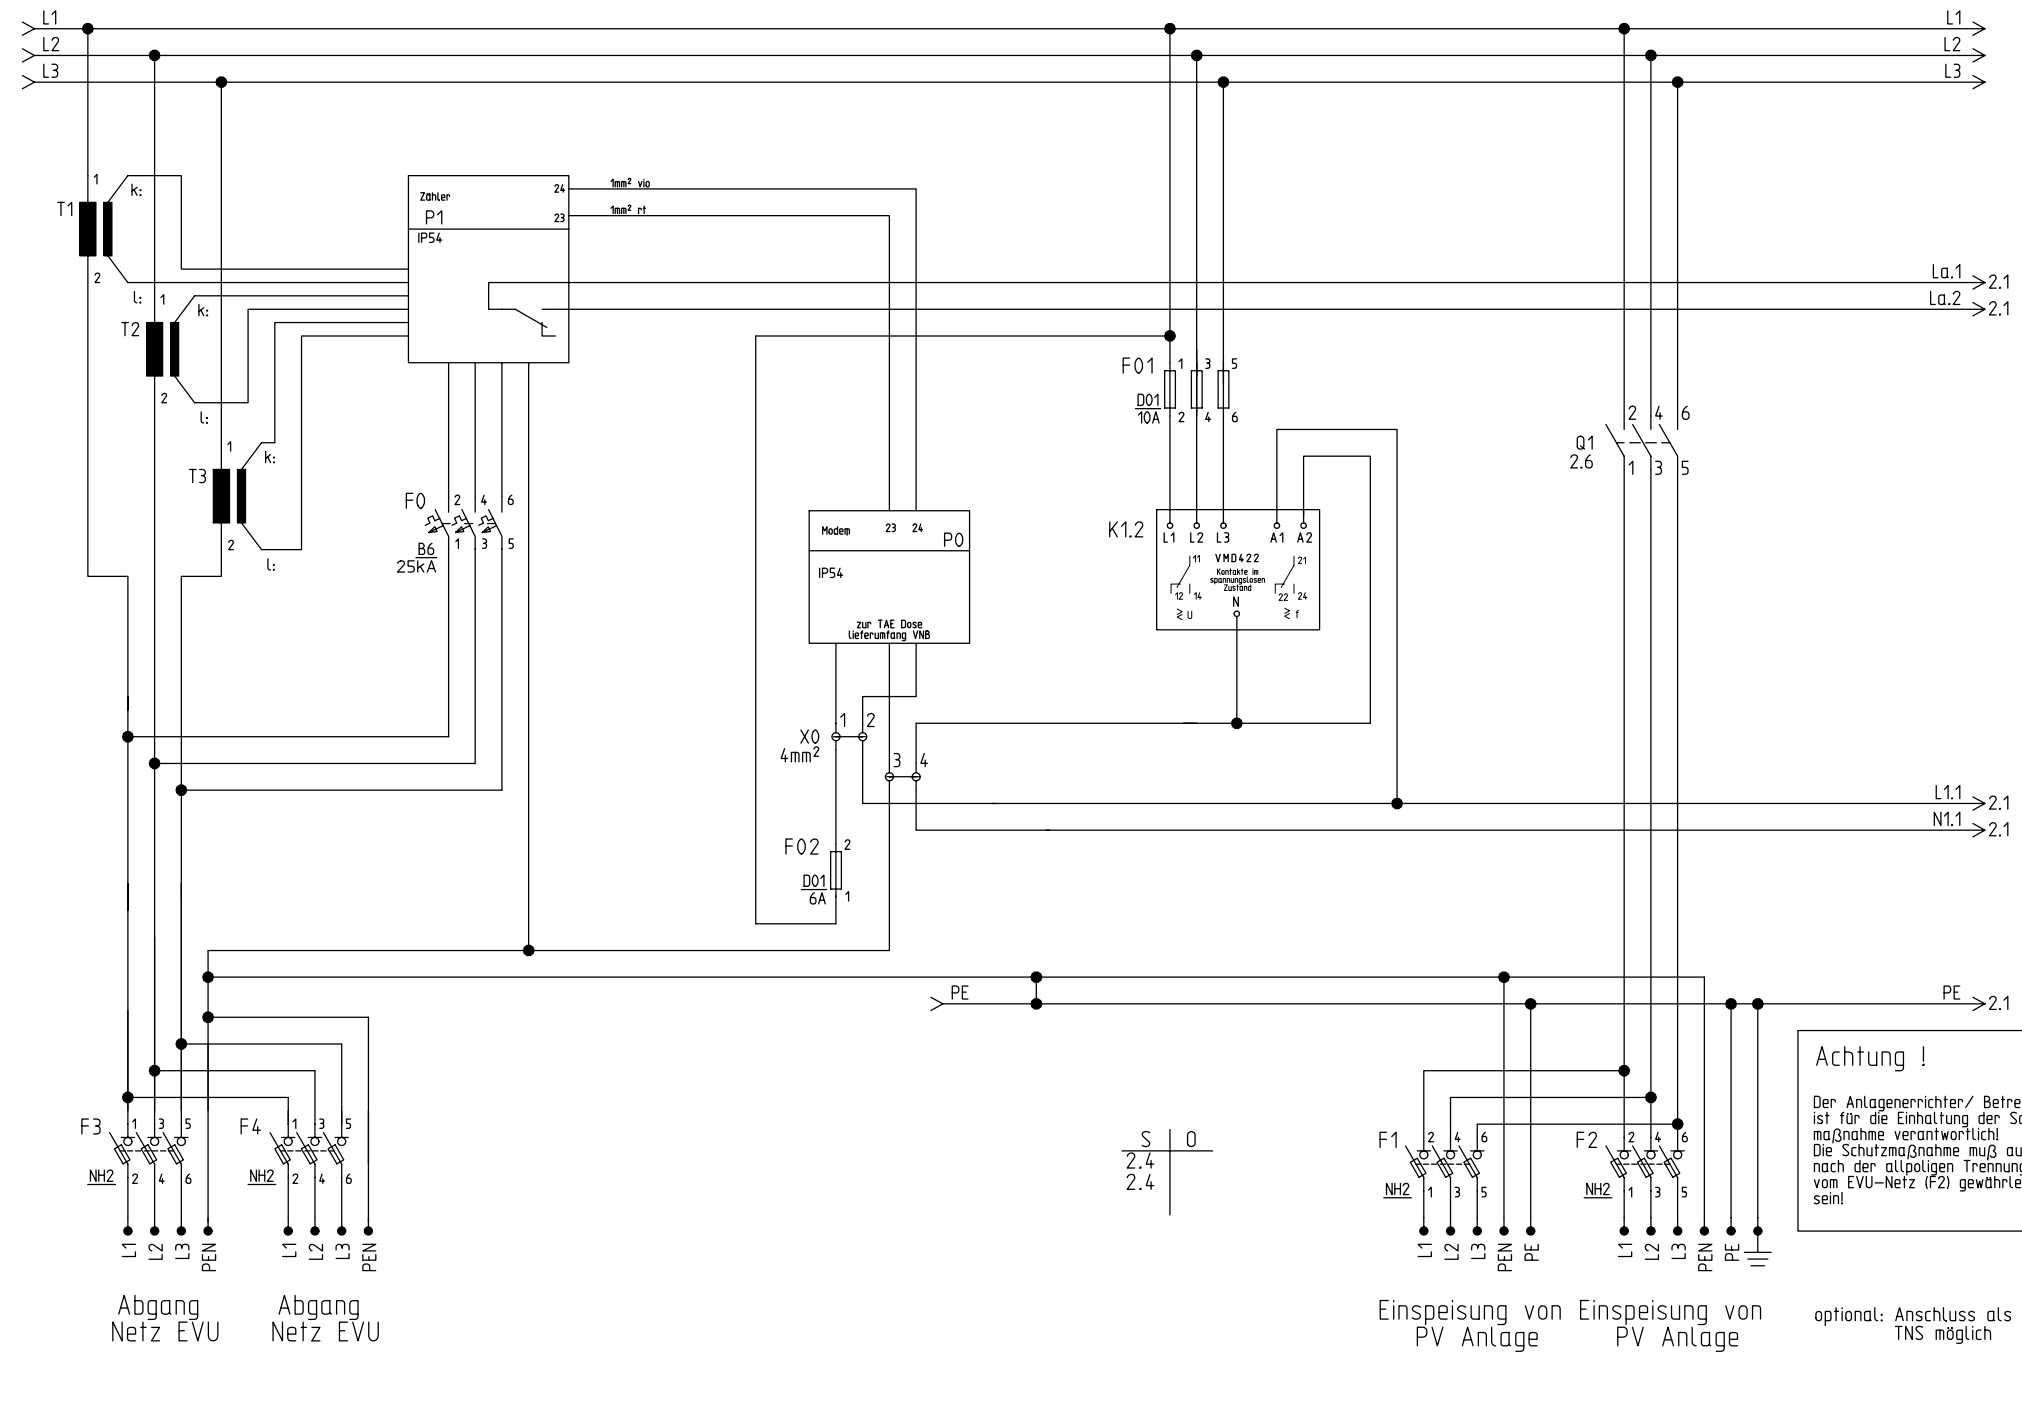 L1
L2
L3
L1
L2
L3
T1
1
2
k:
l:
T2
1
2
k:
l:
T3
1
2
k:
l:
Zähler
P1
IP54
24
23
1mm² vio
1mm² rt
La.1
2.1
La.2
2.1
F0
B6
25kA
2 4 6
1 3 5
Modem
23 24
P0
IP54
zur TAE Dose
lieferumfang VNB
X0
4mm²
1 2
3 4
F02
D01
6A
2
1
F01
D01
10A
1 3 5
2 4 6
K1.2
L1 L2 L3 A1 A2
VMD422
Kontakte im
spannungslosen
Zustand
N
11
12 14
≷ U
21
22 24
≷ f
Q1
2.6
2 4 6
1 3 5
L1.1
2.1
N1.1
2.1
PE
PE
2.1
F3
NH2
1 3 5
2 4 6
L1 L2 L3 PEN
Abgang
Netz EVU
F4
NH2
1 3 5
2 4 6
L1 L2 L3 PEN
Abgang
Netz EVU
S O
2.4
2.4
F1
NH2
2 4 6
1 3 5
L1 L2 L3 PEN PE
Einspeisung von
PV Anlage
F2
NH2
2 4 6
1 3 5
L1 L2 L3 PEN PE
Einspeisung von
PV Anlage
Achtung !
Der Anlagenerrichter/ Betre
ist für die Einhaltung der Sc
maßnahme verantwortlich!
Die Schutzmaßnahme muß au
nach der allpoligen Trennung
vom EVU-Netz (F2) gewährle
sein!
optional: Anschluss als
TNS möglich